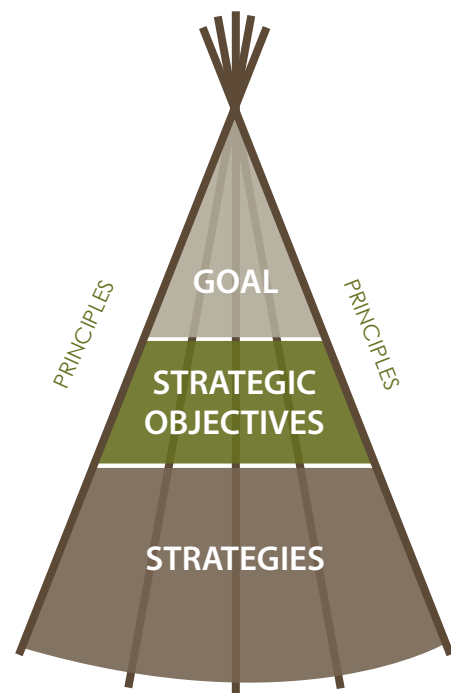 GOAL
PRINCIPLES
PRINCIPLES
STRATEGIC
OBJECTIVES
STRATEGIES